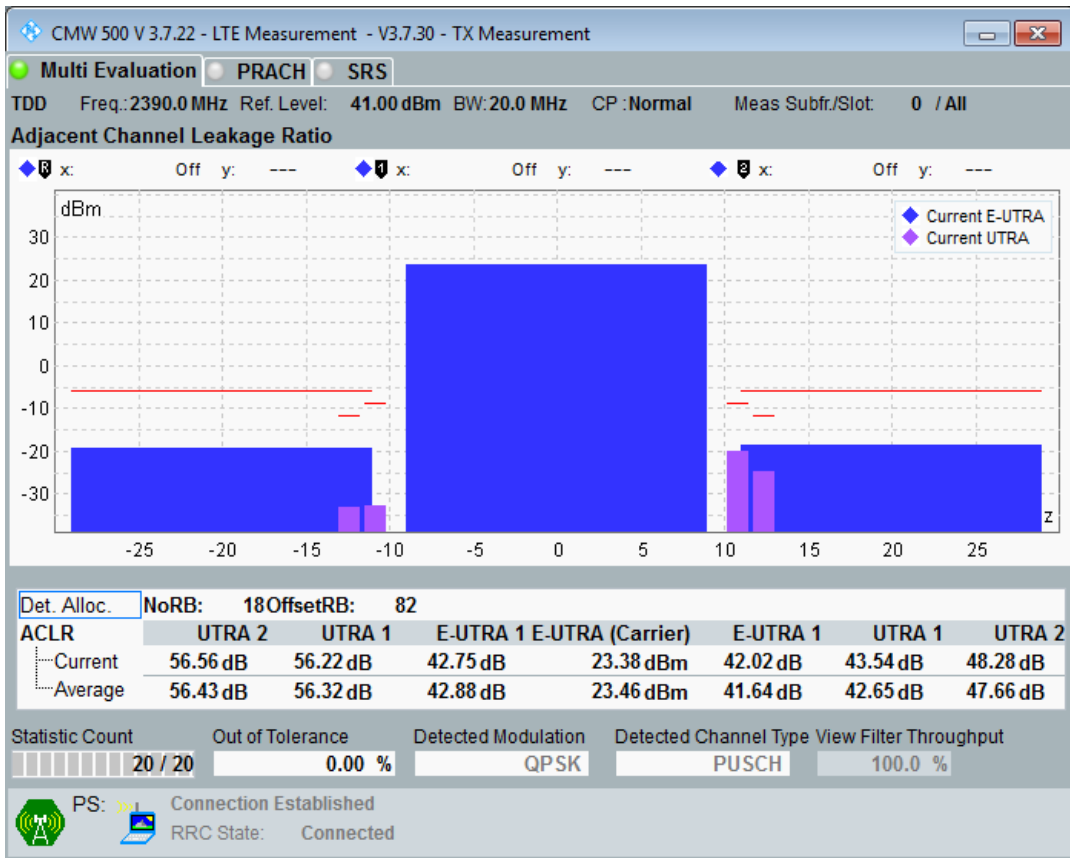 CMW 500 V 3.7.22 - LTE Measurement - V3.7.30 - TX Measurement
Multi Evaluation PRACH SRS
TDD Freg.:2390.0 MHz Ref. Level: 41.00 dBm BW:20.0 MHz CP :Normal Meas Subfr./Slot: 0 / All
Adjacent Channel Leakage Ratio
R x: Off y: --- 1 x: Off y: --- 2 x: Off y: ---
dBm
Current E-UTRA
Current UTRA
30
20
10
0
-10
-20
-30
z
-25 -20 -15 -10 -5 0 5 10 15 20 25
Det. Alloc. NoRB: 18 OffsetRB: 82
ACLR UTRA 2 UTRA 1 E-UTRA 1 E-UTRA (Carrier) E-UTRA 1 UTRA 1 UTRA 2
Current 56.56 dB 56.22 dB 42.75 dB 23.38 dBm 42.02 dB 43.54 dB 48.28 dB
Average 56.43 dB 56.32 dB 42.88 dB 23.46 dBm 41.64 dB 42.65 dB 47.66 dB
Statistic Count Out of Tolerance Detected Modulation Detected Channel Type View Filter Throughput
20 / 20 0.00 % QPSK PUSCH 100.0 %
PS: Connection Established
RRC State: Connected